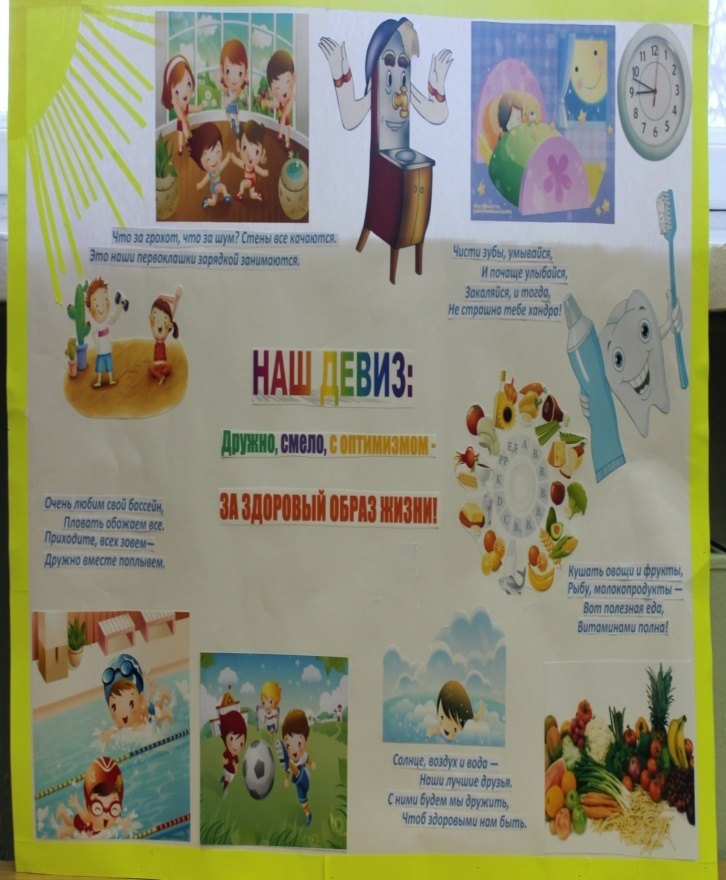 Что за грохот, что за шум? Стены все качаются.
Это наши первоклашки зарядкой занимаются.
Чисти зубы, умывайся,
И почаще улыбайся,
Закаляйся, и тогда,
Не страшна тебе хандра!
НАШ ДЕВИЗ:
Дружно, смело, с оптимизмом -
ЗА ЗДОРОВЫЙ ОБРАЗ ЖИЗНИ!
Очень любим свой бассейн,
Плавать обожаем все.
Приходите, всех зовем—
Дружно вместе поплывем.
Кушать овощи и фрукты,
Рыбу, молокопродукты —
Вот полезная еда,
Витаминами полна!
Солнце, воздух и вода —
Наши лучшие друзья.
С ними будем мы дружить,
Чтоб здоровыми нам быть.